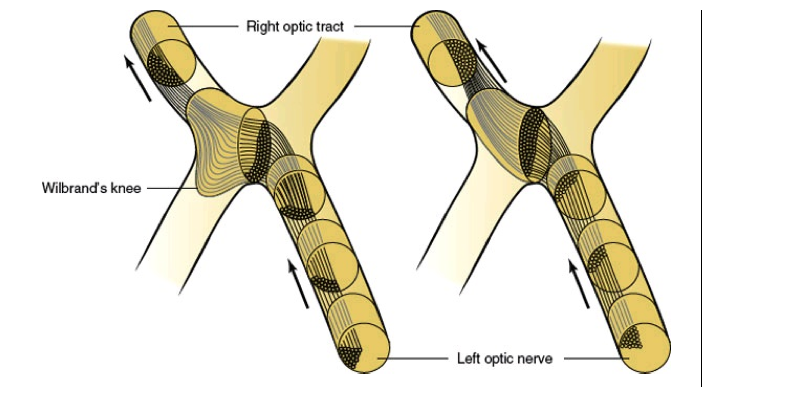 Right optic tract
Wilbrand's knee
Left optic nerve